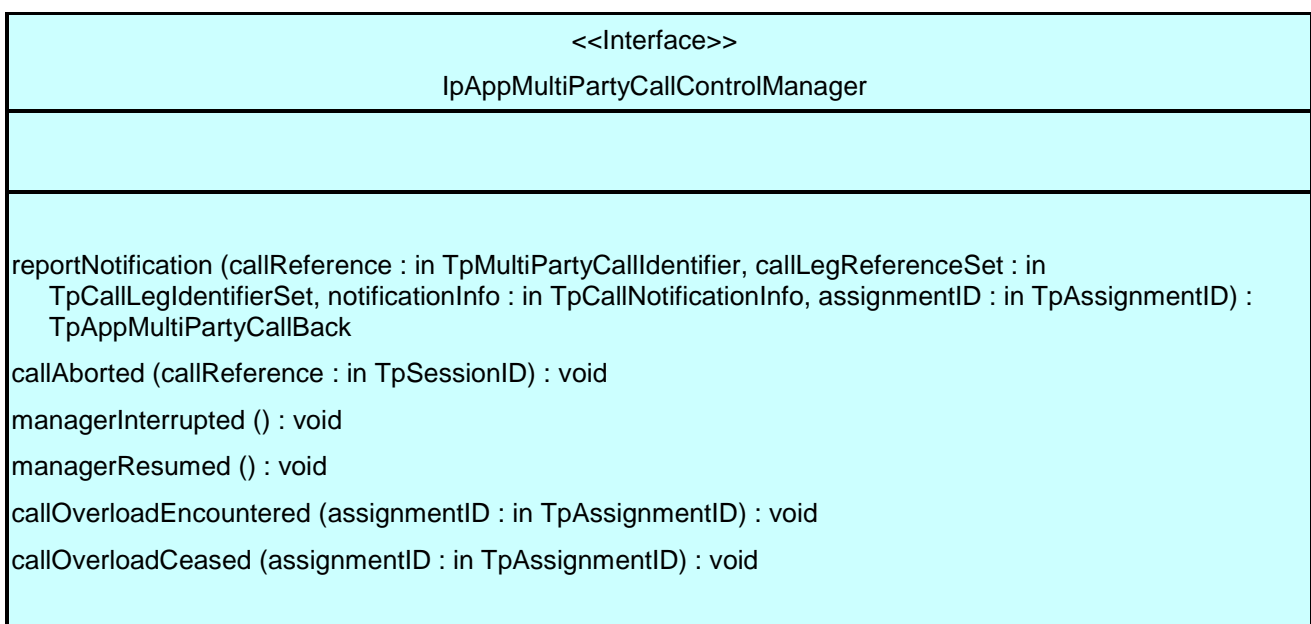 <<Interface>>
IpAppMultiPartyCallControlManager
reportNotification (callReference : in TpMultiPartyCallIdentifier, callLegReferenceSet : in
TpCallLegIdentifierSet, notificationInfo : in TpCallNotificationInfo, assignmentID : in TpAssignmentID) :
TpAppMultiPartyCallBack
callAborted (callReference : in TpSessionID) : void
managerInterrupted () : void
managerResumed () : void
callOverloadEncountered (assignmentID : in TpAssignmentID) : void
callOverloadCeased (assignmentID : in TpAssignmentID) : void